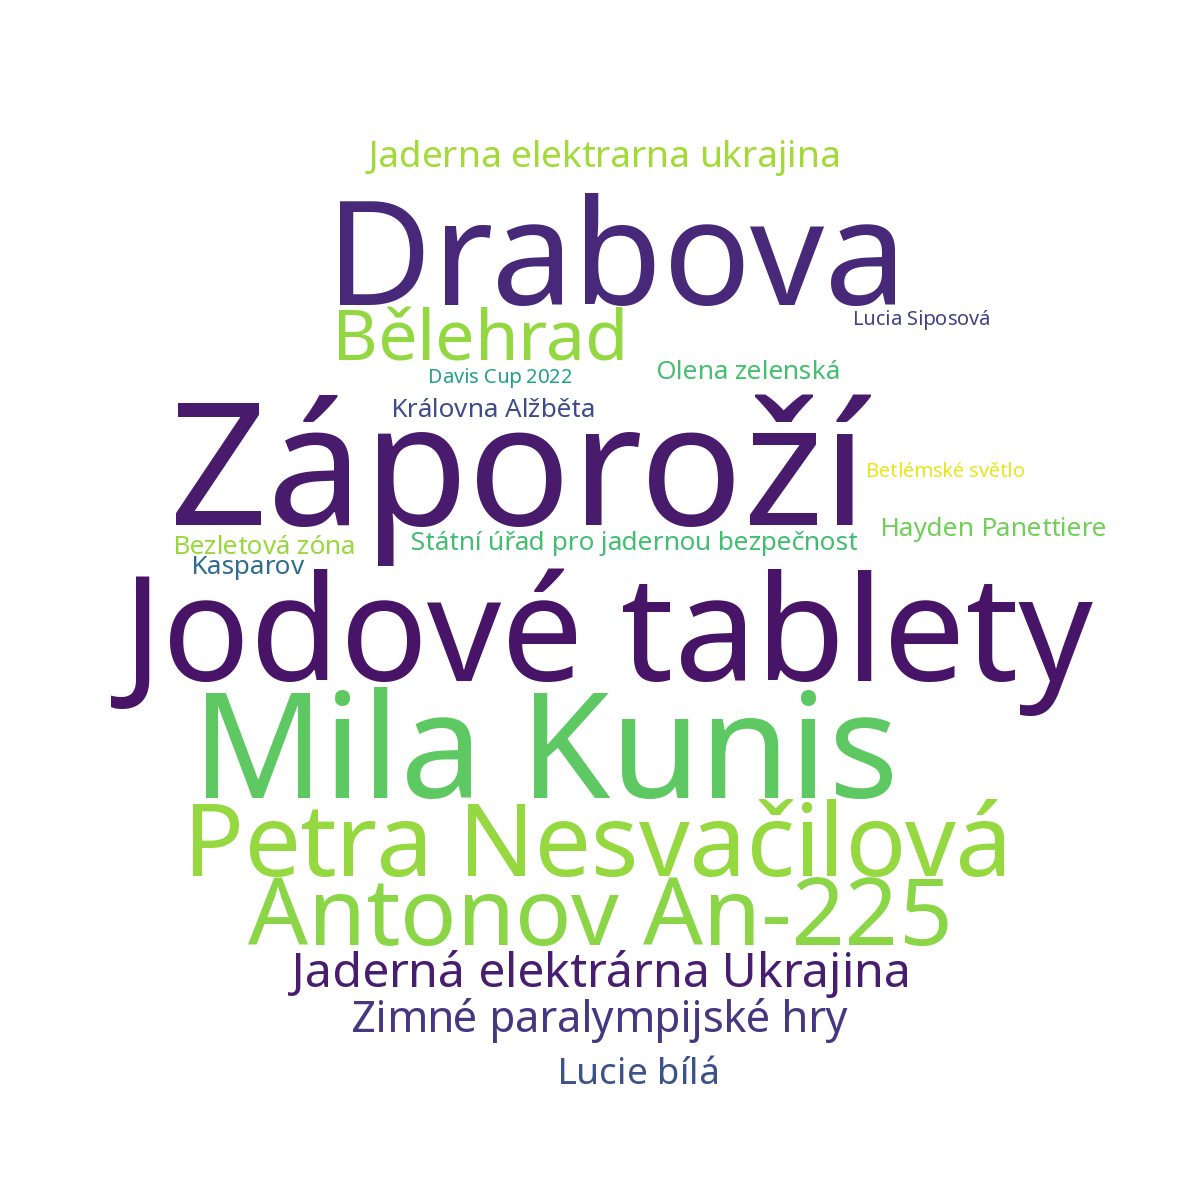 Jaderna elektrarna ukrajina
Drabova
Bělehrad
Lucia Siposová
Davis Cup 2022
Olena zelenská
Královna Alžběta
Záporoží
Betlémské světlo
Hayden Panettiere
Bezletová zóna
Státní úřad pro jadernou bezpečnost
Kasparov
Jodové tablety
Mila Kunis
Petra Nesvačilová
Antonov An-225
Jaderná elektrárna Ukrajina
Zimné paralympijské hry
Lucie bílá